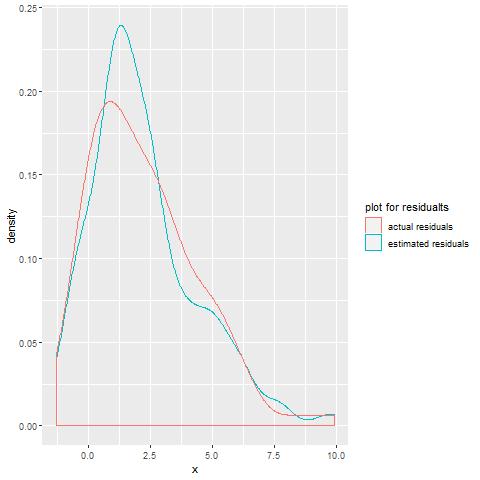 0.25
0.20
0.15
0.10
0.05
0.00
density
0.0 2.5 5.0 7.5 10.0
x
plot for residualts
actual residuals
estimated residuals